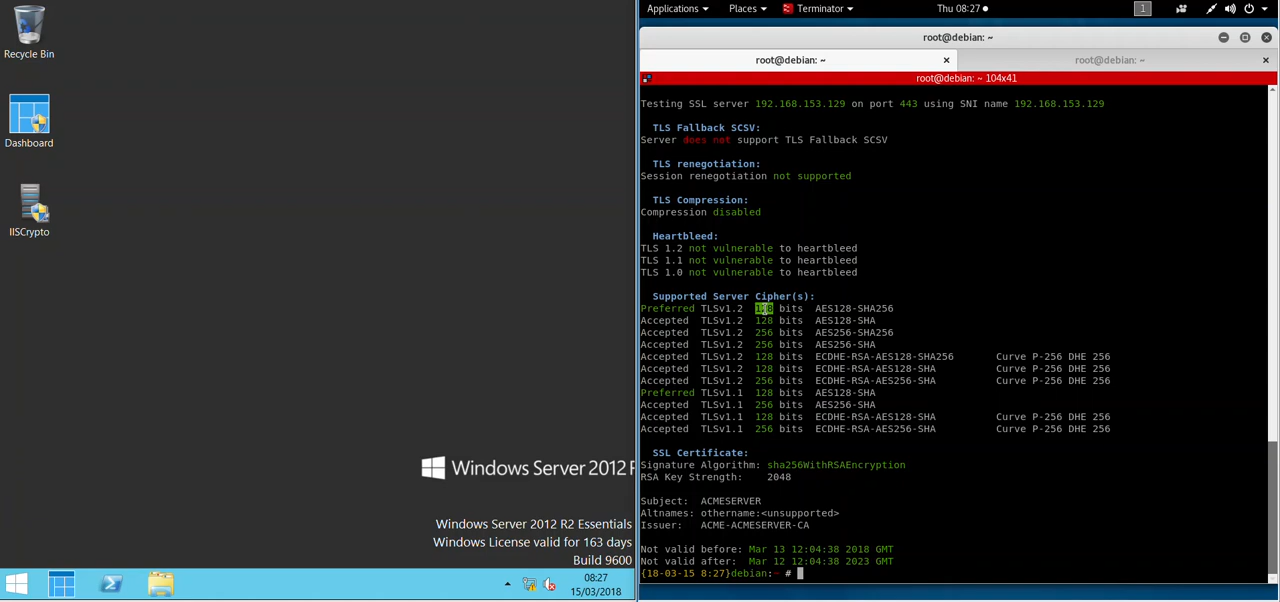 Recycle Bin
Dashboard
IISCrypto
Windows Server 2012 R
Windows Server 2012 R2 Essentials
Windows License valid for 163 days
Build 9600
08:27
15/03/2018
Applications Places Terminator Thu 08:27 1
root@debian: ~
root@debian: ~ root@debian: ~
root@debian: ~ 104x41
Testing SSL server 192.168.153.129 on port 443 using SNI name 192.168.153.129
TLS Fallback SCSV:
Server does not support TLS Fallback SCSV
TLS renegotiation:
Session renegotiation not supported
TLS Compression:
Compression disabled
Heartbleed:
TLS 1.2 not vulnerable to heartbleed
TLS 1.1 not vulnerable to heartbleed
TLS 1.0 not vulnerable to heartbleed
Supported Server Cipher(s):
Preferred TLSv1.2 128 bits AES128-SHA256
Accepted TLSv1.2 128 bits AES128-SHA
Accepted TLSv1.2 256 bits AES256-SHA256
Accepted TLSv1.2 256 bits AES256-SHA
Accepted TLSv1.2 128 bits ECDHE-RSA-AES128-SHA256 Curve P-256 DHE 256
Accepted TLSv1.2 128 bits ECDHE-RSA-AES128-SHA Curve P-256 DHE 256
Accepted TLSv1.2 256 bits ECDHE-RSA-AES256-SHA Curve P-256 DHE 256
Preferred TLSv1.1 128 bits AES128-SHA
Accepted TLSv1.1 256 bits AES256-SHA
Accepted TLSv1.1 128 bits ECDHE-RSA-AES128-SHA Curve P-256 DHE 256
Accepted TLSv1.1 256 bits ECDHE-RSA-AES256-SHA Curve P-256 DHE 256
SSL Certificate:
Signature Algorithm: sha256WithRSAEncryption
RSA Key Strength: 2048
Subject: ACMESERVER
Altnames: othername:<unsupported>
Issuer: ACME-ACMESERVER-CA
Not valid before: Mar 13 12:04:38 2018 GMT
Not valid after: Mar 12 12:04:38 2023 GMT
{18-03-15 8:27}debian:~ #